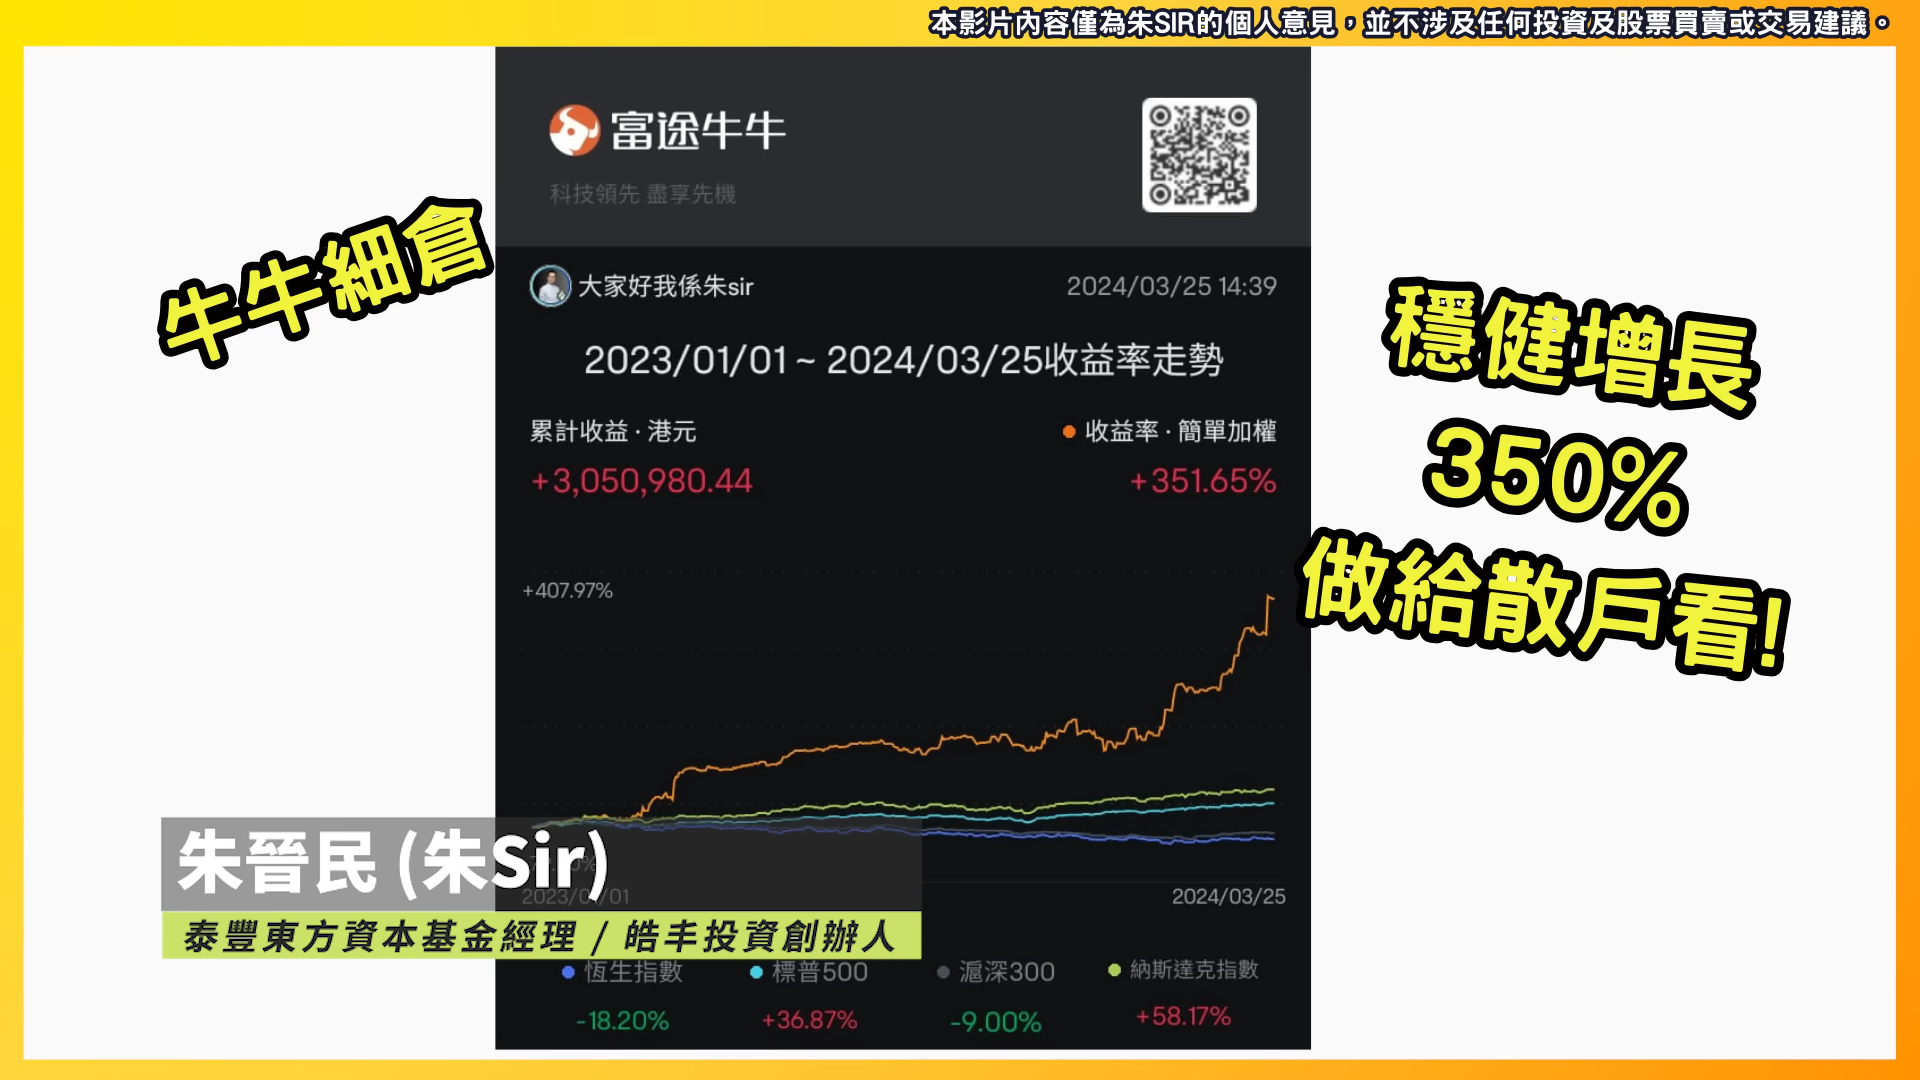 本影片內容僅為朱SIR的個人意見，並不涉及任何投資及股票買賣或交易建議。
富途牛牛
科技領先 盡享先機
牛牛細倉
大家好我係朱sir
2024/03/25 14:39
2023/01/01 ~ 2024/03/25收益率走勢
累計收益 · 港元
收益率 · 簡單加權
+3,050,980.44
+351.65%
穩健增長
350%
做給散戶看!
+407.97%
朱晉民 (朱Sir)
2023/01/01
2024/03/25
泰豐東方資本基金經理 / 皓丰投資創辦人
恆生指數
標普500
滬深300
納斯達克指數
-18.20%
+36.87%
-9.00%
+58.17%